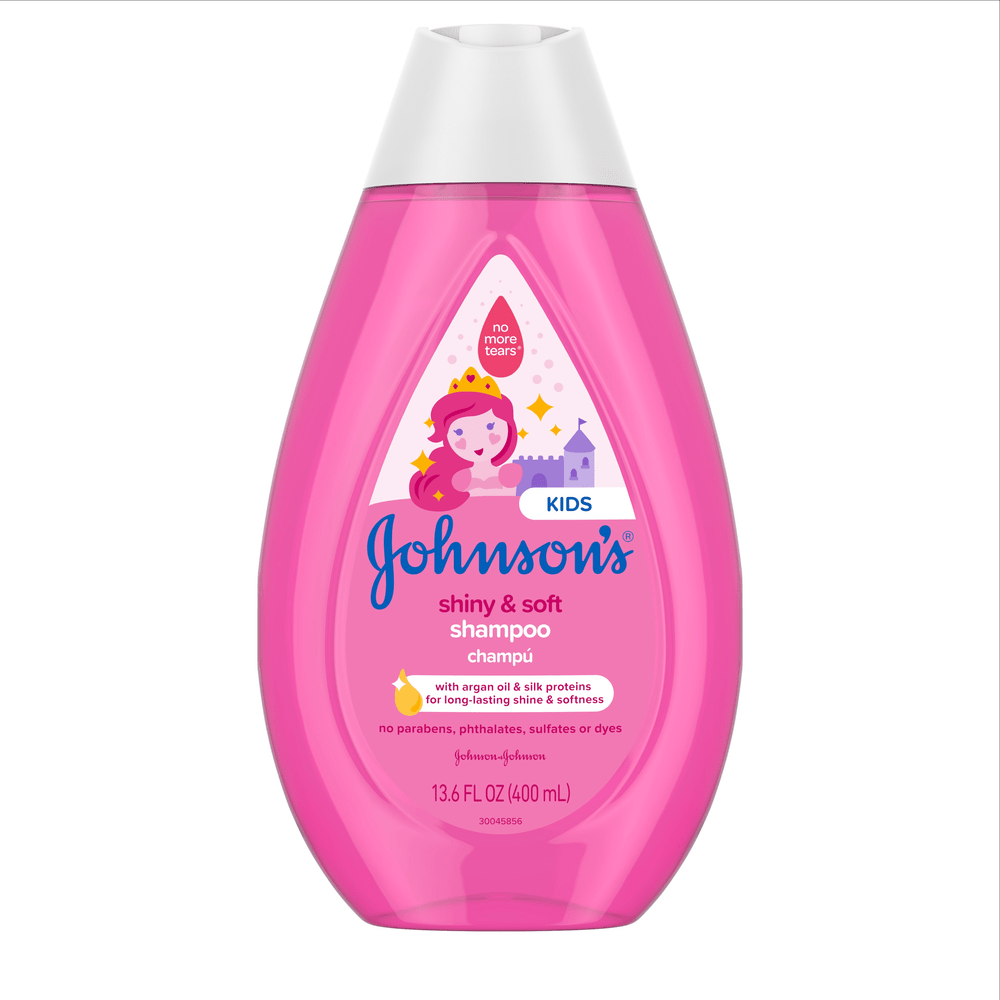 no
more
tears®
KIDS
Johnson's®
shiny & soft
shampoo
champú
with argan oil & silk proteins
for long-lasting shine & softness
no parabens, phthalates, sulfates or dyes
Johnson & Johnson
13.6 FL OZ (400 mL)
30045856